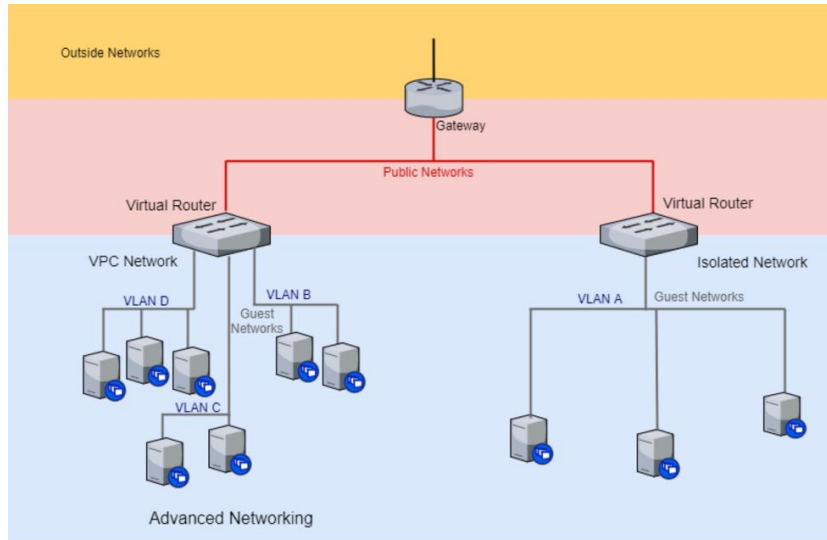 Outside Networks
Gateway
Public Networks
Virtual Router
Virtual Router
VPC Network
Isolated Network
VLAN D
VLAN B
Guest
Networks
VLAN A
Guest Networks
VLAN C
Advanced Networking